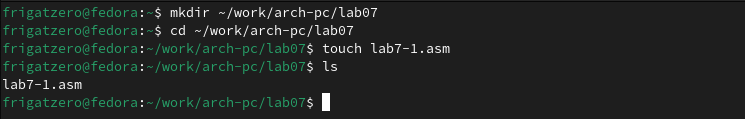 frigatzero@fedora:~$ mkdir ~/work/arch-pc/lab07
frigatzero@fedora:~$ cd ~/work/arch-pc/lab07
frigatzero@fedora:~/work/arch-pc/lab07$ touch lab7-1.asm
frigatzero@fedora:~/work/arch-pc/lab07$ ls
lab7-1.asm
frigatzero@fedora:~/work/arch-pc/lab07$